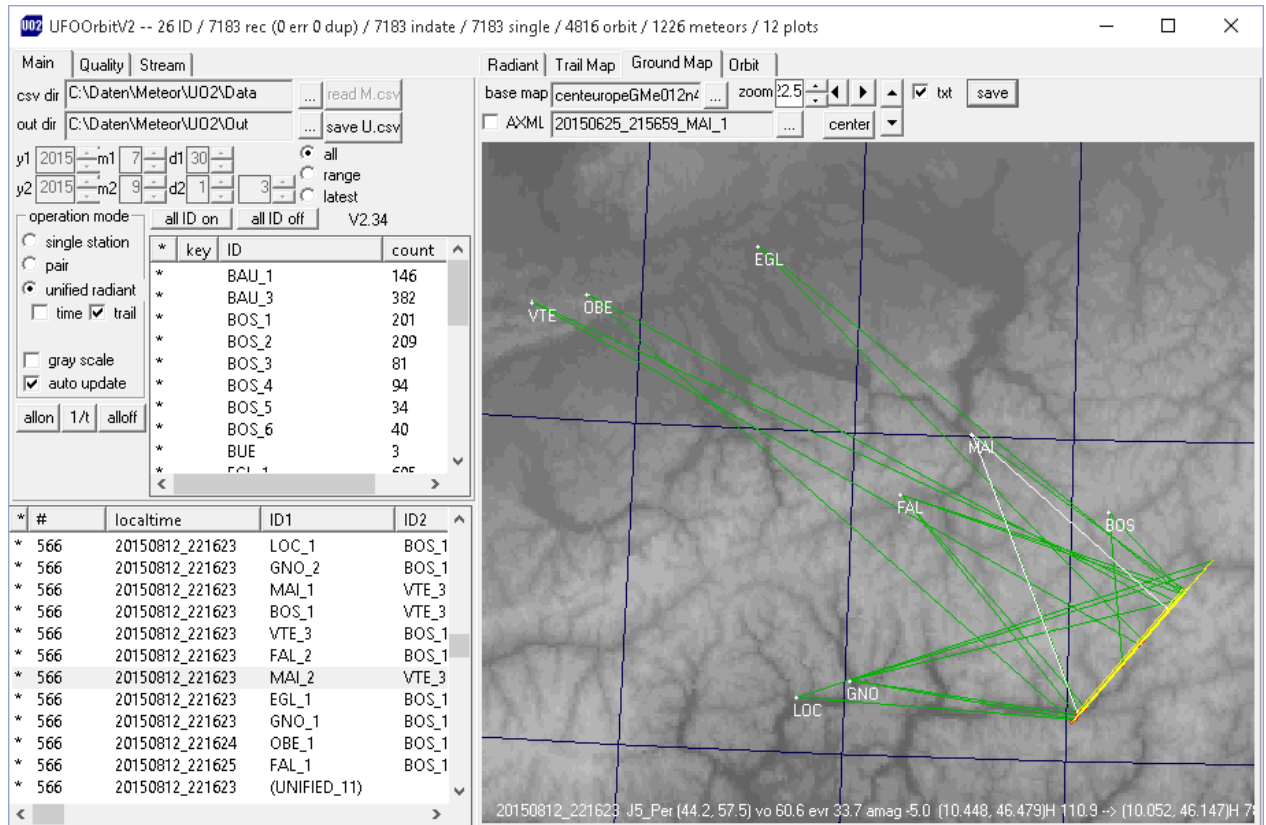 UO2 UFOOrbitV2 -- 26 ID / 7183 rec (0 err 0 dup) / 7183 indate / 7183 single / 4816 orbit / 1226 meteors / 12 plots
Main Quality Stream
csv dir C:\Daten\Meteor\UO2\Data ... read M.csv
out dir C:\Daten\Meteor\UO2\Out ... save U.csv
y1 2015 m1 7 d1 30
y2 2015 m2 9 d2 1 3
all
range
latest
operation mode
single station
pair
unified radiant
time trail
gray scale
auto update
allon 1/t alloff
all ID on all ID off V2.34
* key ID count
* BAU_1 146
* BAU_3 382
* BOS_1 201
* BOS_2 209
* BOS_3 81
* BOS_4 94
* BOS_5 34
* BOS_6 40
* BUE 3
*
* # localtime ID1 ID2
* 566 20150812_221623 LOC_1 BOS_1
* 566 20150812_221623 GNO_2 BOS_1
* 566 20150812_221623 MAI_1 VTE_3
* 566 20150812_221623 BOS_1 VTE_3
* 566 20150812_221623 VTE_3 BOS_1
* 566 20150812_221623 FAL_2 BOS_1
* 566 20150812_221623 MAI_2 VTE_3
* 566 20150812_221623 EGL_1 BOS_1
* 566 20150812_221623 GNO_1 BOS_1
* 566 20150812_221624 OBE_1 BOS_1
* 566 20150812_221625 FAL_1 BOS_1
* 566 20150812_221623 (UNIFIED_11)
Radiant Trail Map Ground Map Orbit
base map centeuropeGMe012n4 ... zoom 22.5 txt save
AXML 20150625_215659_MAI_1 ... center
EGL
OBE
VTE
MAI
FAL
BOS
GNO
LOC
20150812_221623 J5_Per (44.2, 57.5) vo 60.6 evr 33.7 amag -5.0 (10.448, 46.479)H 110.9 --> (10.052, 46.147)H